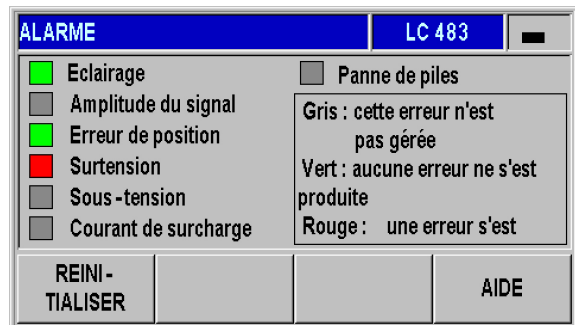 ALARME
LC 483
Eclairage
Amplitude du signal
Erreur de position
Surtension
Sous-tension
Courant de surcharge
Panne de piles
Gris : cette erreur n'est
pas gérée
Vert : aucune erreur ne s'est
produite
Rouge : une erreur s'est
REINI-
TIALISER
AIDE